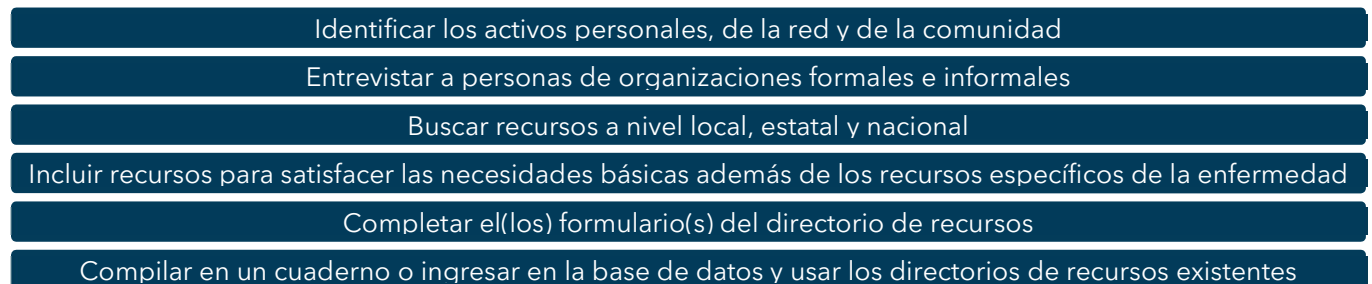 Identificar los activos personales, de la red y de la comunidad
Entrevistar a personas de organizaciones formales e informales
Buscar recursos a nivel local, estatal y nacional
Incluir recursos para satisfacer las necesidades básicas además de los recursos específicos de la enfermedad
Completar el(los) formulario(s) del directorio de recursos
Compilar en un cuaderno o ingresar en la base de datos y usar los directorios de recursos existentes